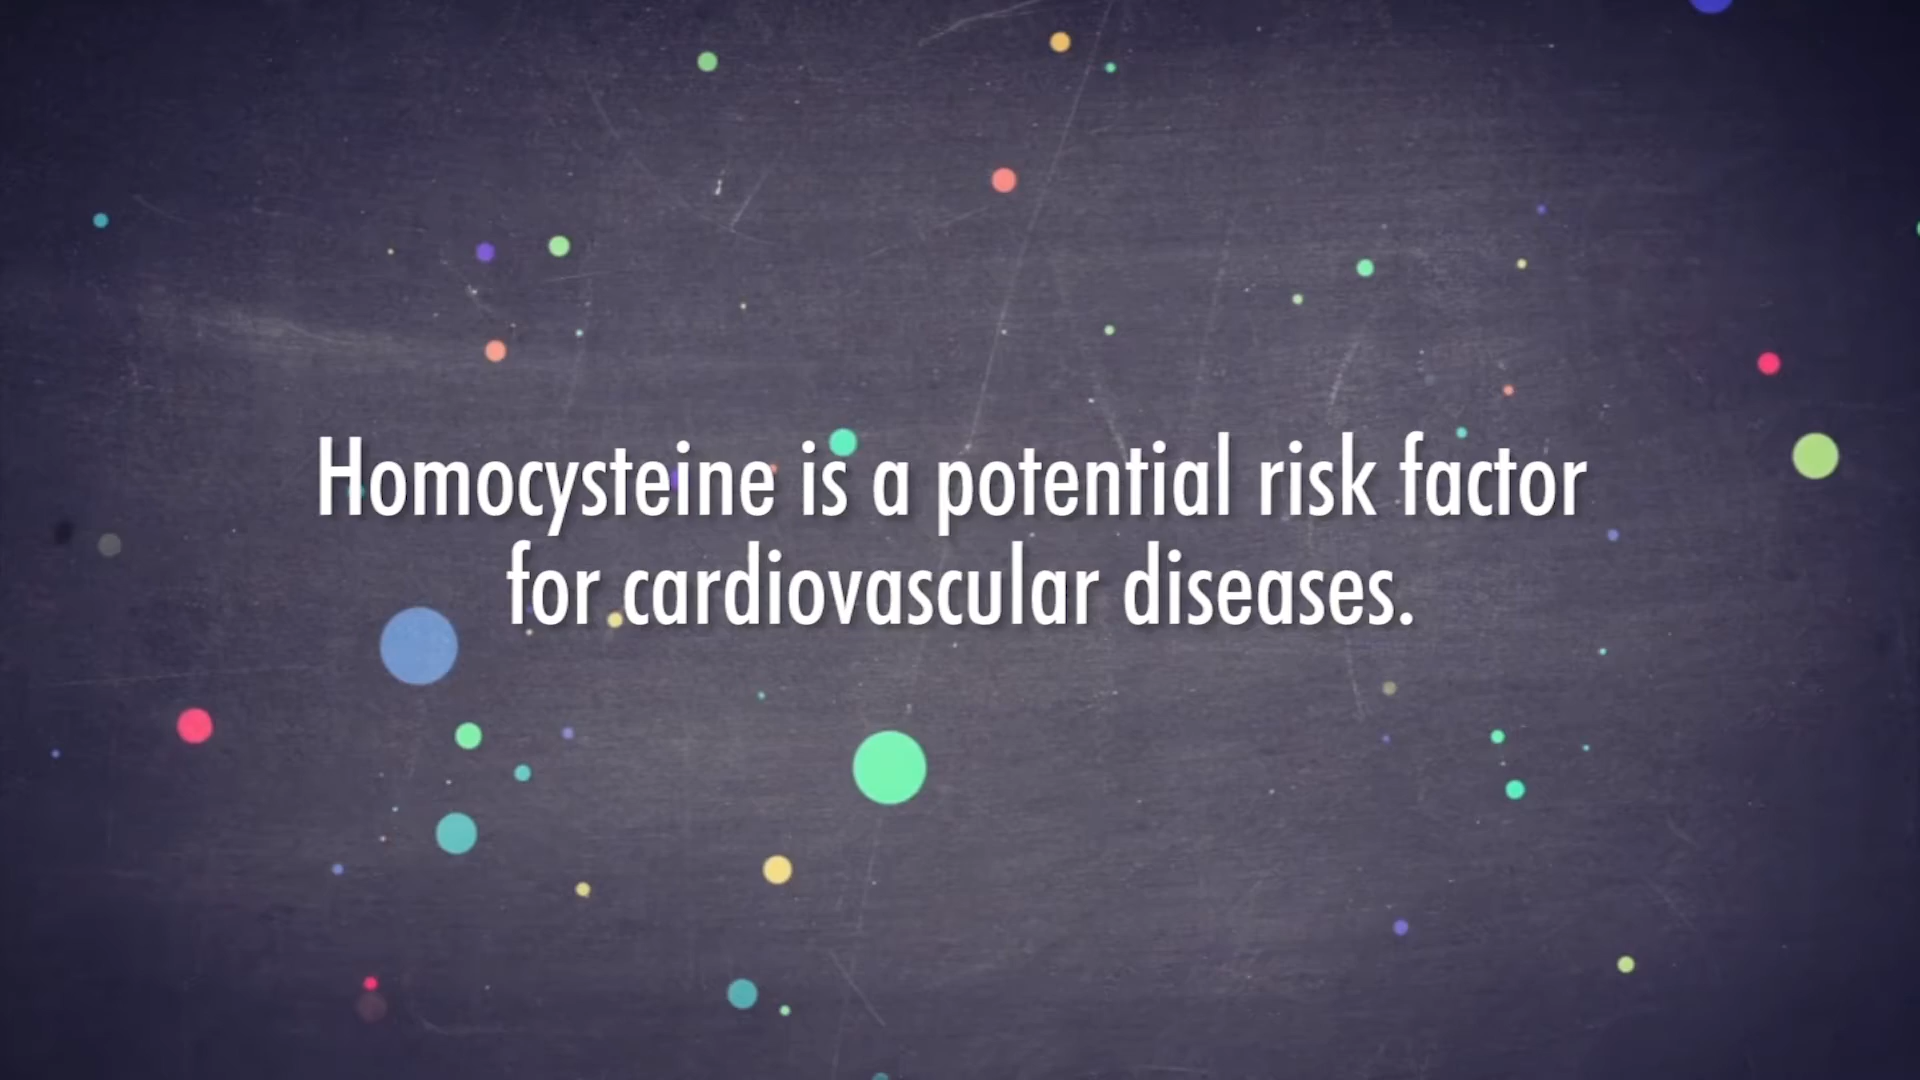 Homocysteine is a potential risk factor
for cardiovascular diseases.